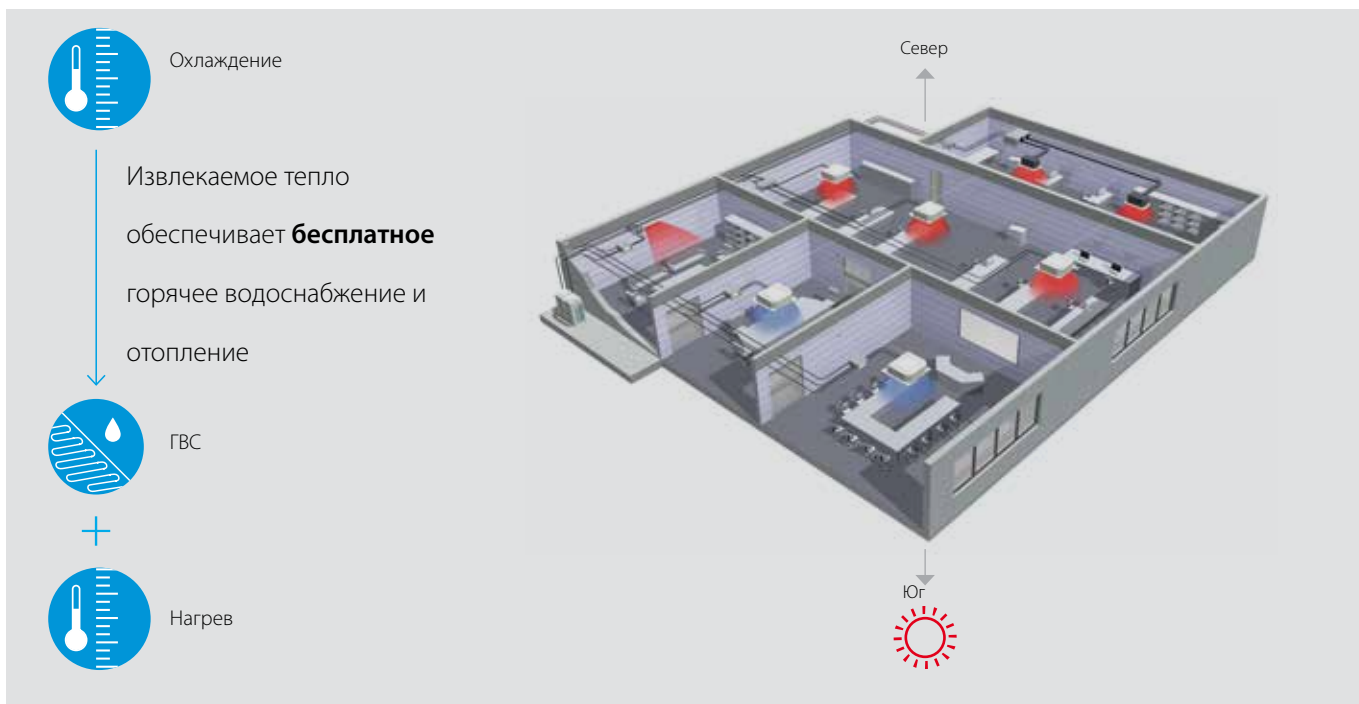 Охлаждение
Извлекаемое тепло
обеспечивает бесплатное
горячее водоснабжение и
отопление
ГВС
+
Нагрев
Север
Юг